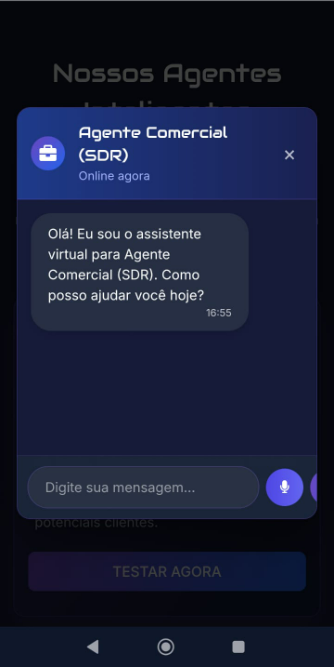 Nossos Agentes
Inteligentes
Agente Comercial
(SDR)
Online agora
×
Olá! Eu sou o assistente
virtual para Agente
Comercial (SDR). Como
posso ajudar você hoje?
16:55
Digite sua mensagem...
potenciais clientes.
TESTAR AGORA